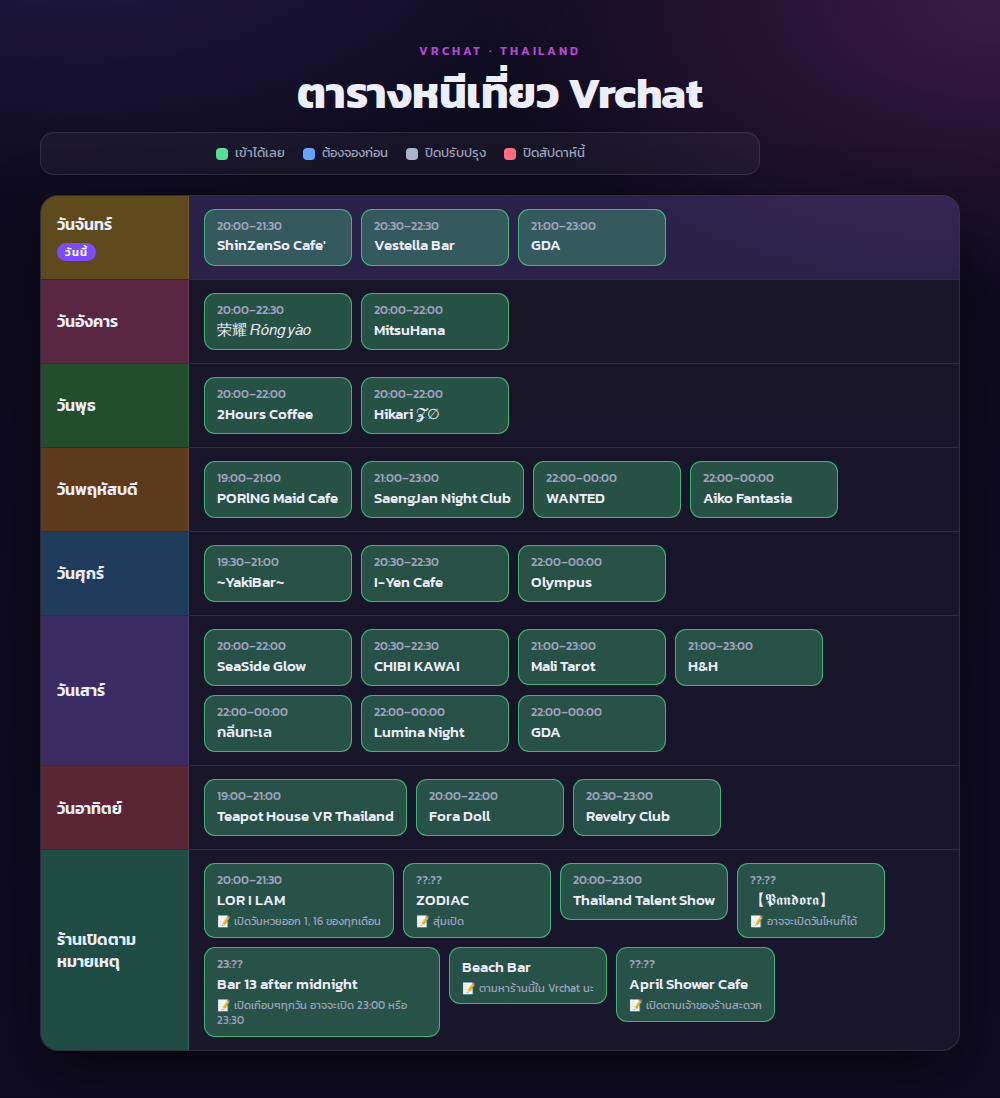 VRCHAT · THAILAND
ตารางหนีเที่ยว Vrchat
เข้าได้เลย
ต้องจองก่อน
ปิดปรับปรุง
ปิดสัปดาห์นี้
วันจันทร์
วันนี้
20:00–21:30
ShinZenSo Cafe'
20:30–22:30
Vestella Bar
21:00–23:00
GDA
วันอังคาร
20:00–22:30
荣耀 Róng yào
20:00–22:00
MitsuHana
วันพุธ
20:00–22:00
2Hours Coffee
20:00–22:00
Hikari 𝒵∅
วันพฤหัสบดี
19:00–21:00
PORlNG Maid Cafe
21:00–23:00
SaengJan Night Club
22:00–00:00
WANTED
22:00–00:00
Aiko Fantasia
วันศุกร์
19:30–21:00
~YakiBar~
20:30–22:30
I-Yen Cafe
22:00–00:00
Olympus
วันเสาร์
20:00–22:00
SeaSide Glow
20:30–22:30
CHIBI KAWAI
21:00–23:00
Mali Tarot
21:00–23:00
H&H
22:00–00:00
กลิ่นทะเล
22:00–00:00
Lumina Night
22:00–00:00
GDA
วันอาทิตย์
19:00–21:00
Teapot House VR Thailand
20:00–22:00
Fora Doll
20:30–23:00
Revelry Club
ร้านเปิดตาม
หมายเหตุ
20:00–21:30
LOR I LAM
📝 เปิดวันหวยออก 1, 16 ของทุกเดือน
??:??
ZODIAC
📝 สุ่มเปิด
20:00–23:00
Thailand Talent Show
??:??
【𝕻𝖆𝖓𝖉𝖔𝖗𝖆】
📝 อาจจะเปิดวันไหนก็ได้
23:??
Bar 13 after midnight
📝 เปิดเกือบๆทุกวัน อาจจะเปิด 23:00 หรือ
23:30
Beach Bar
📝 ตามหาร้านนี้ใน Vrchat นะ
??:??
April Shower Cafe
📝 เปิดตามเจ้าของร้านสะดวก